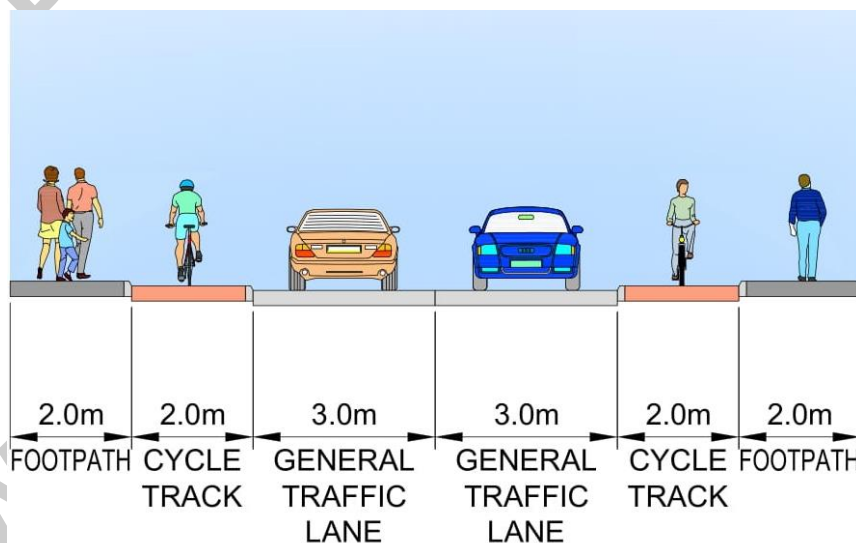 2.0m 2.0m 3.0m 3.0m 2.0m 2.0m
FOOTPATH CYCLE GENERAL GENERAL CYCLE FOOTPATH
TRACK TRAFFIC TRAFFIC TRACK
LANE LANE